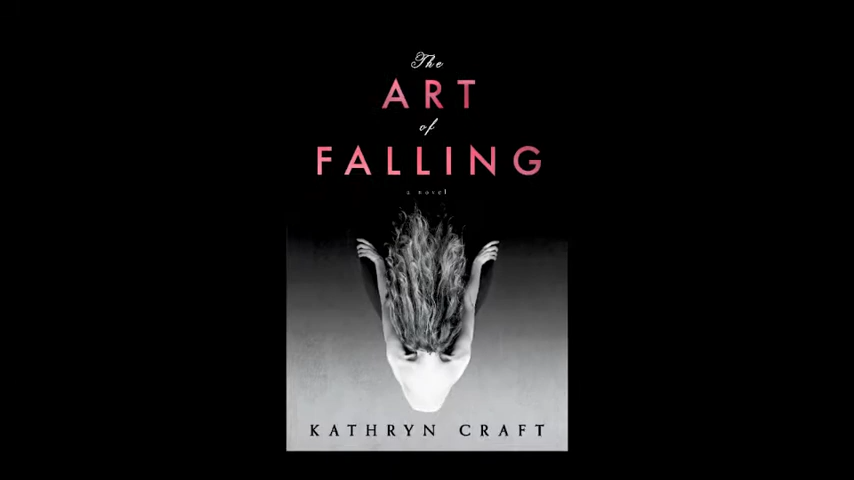 The
ART
of
FALLING
a novel
KATHRYN CRAFT